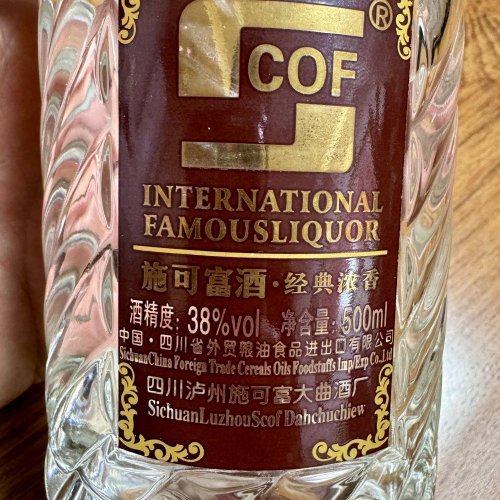 COF
®
INTERNATIONAL
FAMOUSLIQUOR
施可富酒·经典浓香
酒精度：38%vol 净含量：500ml
中国·四川省外贸粮油食品进出口有限公司
SichuanChina Foreign Trade Cereals Oils Foodstuffs Imp/Exp Co.,Ltd
四川泸州施可富大曲酒厂
SichuanLuzhouScof Dahchuchiew